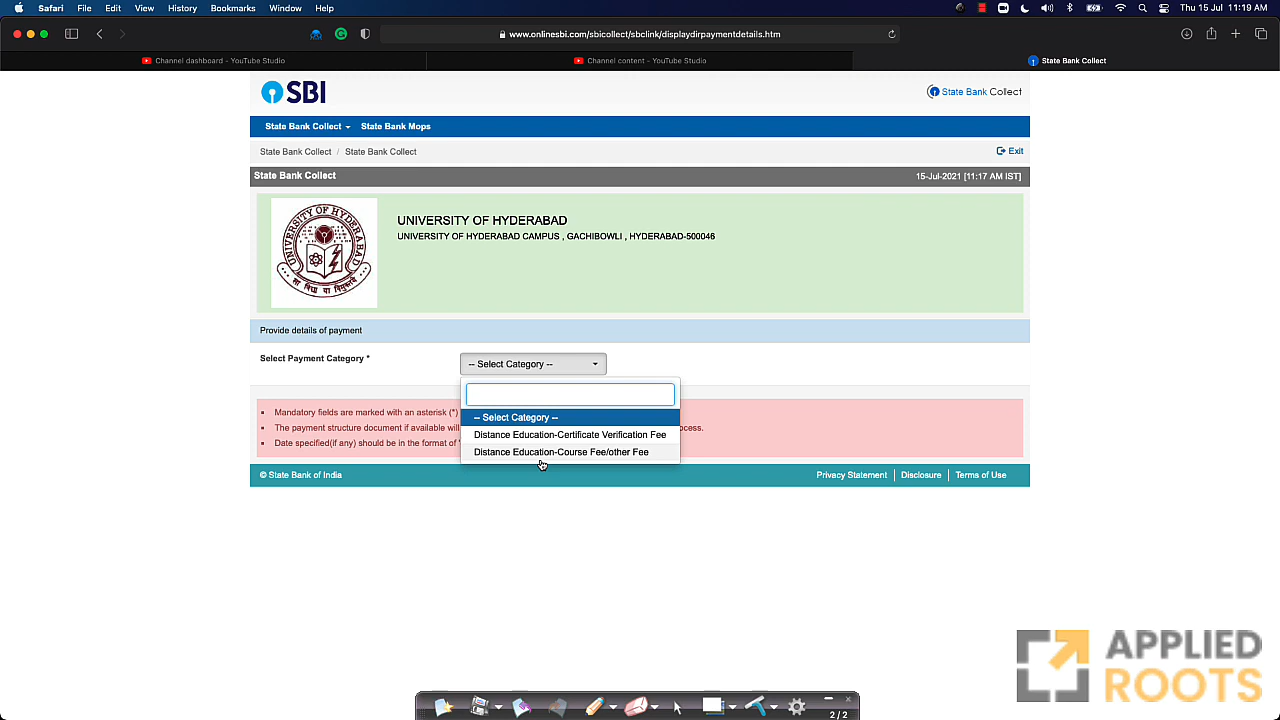 Safari File Edit View History Bookmarks Window Help
Thu 15 Jul 11:19 AM
www.onlinesbi.com/sbicollect/sbclink/displaydirpaymentdetails.htm
Channel dashboard - YouTube Studio
Channel content - YouTube Studio
State Bank Collect
SBI
State Bank Collect
State Bank Collect State Bank Mops
State Bank Collect / State Bank Collect
Exit
State Bank Collect
15-Jul-2021 [11:17 AM IST]
UNIVERSITY OF HYDERABAD
सा विद्या या विमुक्तये
UNIVERSITY OF HYDERABAD
UNIVERSITY OF HYDERABAD CAMPUS , GACHIBOWLI , HYDERABAD-500046
Provide details of payment
Select Payment Category *
-- Select Category --
-- Select Category --
Distance Education-Certificate Verification Fee
Distance Education-Course Fee/other Fee
Mandatory fields are marked with an asterisk (*)
The payment structure document if available will
Date specified(if any) should be in the format of
© State Bank of India
Privacy Statement | Disclosure | Terms of Use
APPLIED
ROOTS
2/2